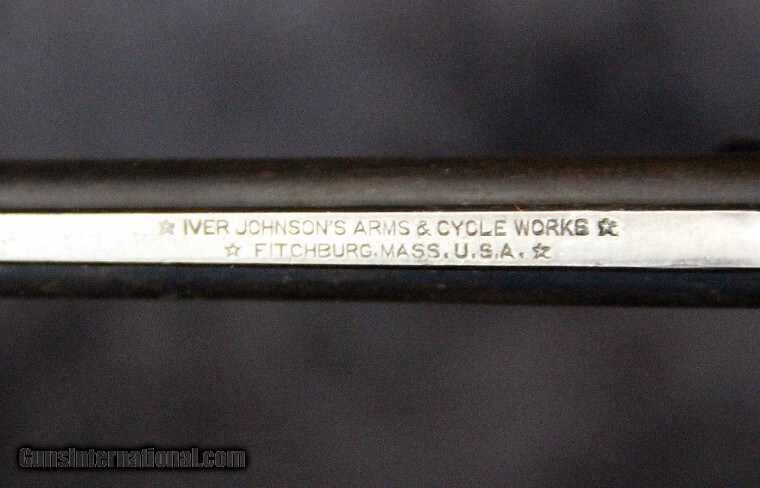 ☆ IVER JOHNSON'S ARMS & CYCLE WORKS ☆
☆ FITCHBURG. MASS. U.S.A. ☆
GunsInternational.com